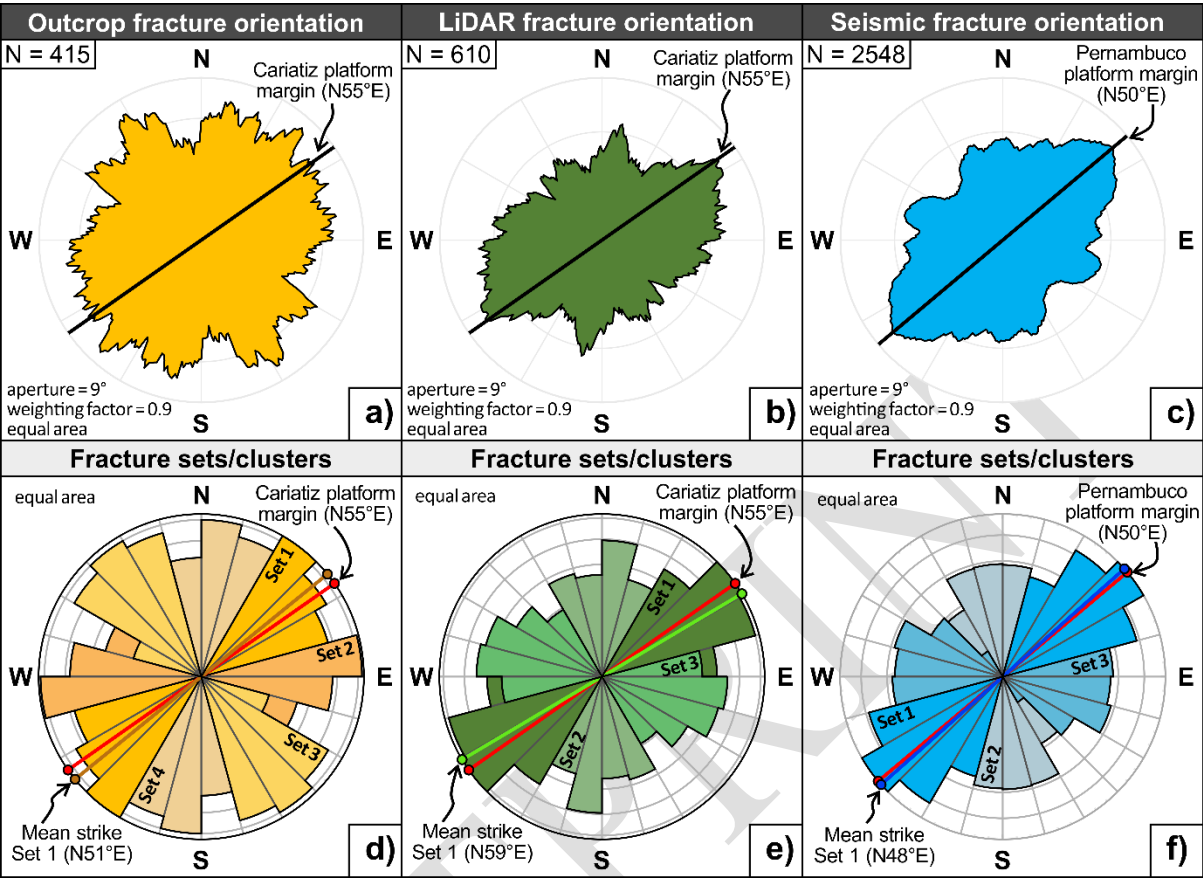 Outcrop fracture orientation
N = 415
N
Cariatiz platform
margin (N55°E)
W
E
S
aperture = 9°
weighting factor = 0.9
equal area
a)
LiDAR fracture orientation
N = 610
N
Cariatiz platform
margin (N55°E)
W
E
S
aperture = 9°
weighting factor = 0.9
equal area
b)
Seismic fracture orientation
N = 2548
N
Pernambuco
platform margin
(N50°E)
W
E
S
aperture = 9°
weighting factor = 0.9
equal area
c)
Fracture sets/clusters
equal area
N
Cariatiz platform
margin (N55°E)
Set 1
Set 2
Set 3
Set 4
W
E
S
Mean strike
Set 1 (N51°E)
d)
Fracture sets/clusters
equal area
N
Cariatiz platform
margin (N55°E)
Set 1
Set 3
Set 2
W
E
S
Mean strike
Set 1 (N59°E)
e)
Fracture sets/clusters
equal area
N
Pernambuco
platform margin
(N50°E)
Set 3
Set 1
Set 2
W
E
S
Mean strike
Set 1 (N48°E)
f)